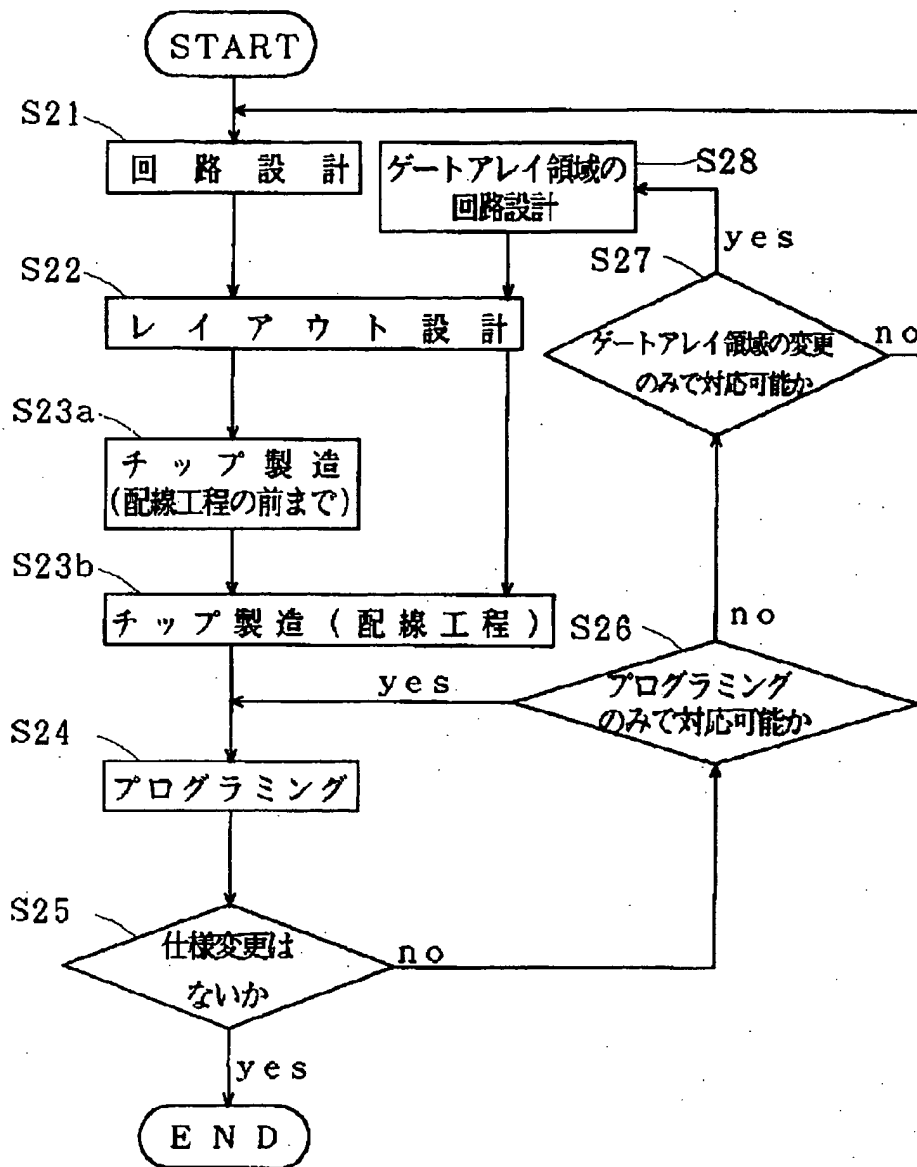 START
S21
回路設計
ゲートアレイ領域の
回路設計
S28
yes
S27
S22
レイアウト設計
ゲートアレイ領域の変更
のみで対応可能か
no
S23a
チップ製造
(配線工程の前まで)
S23b
チップ製造(配線工程)
no
S26
yes
プログラミング
のみで対応可能か
S24
プログラミング
S25
仕様変更は
ないか
no
yes
END